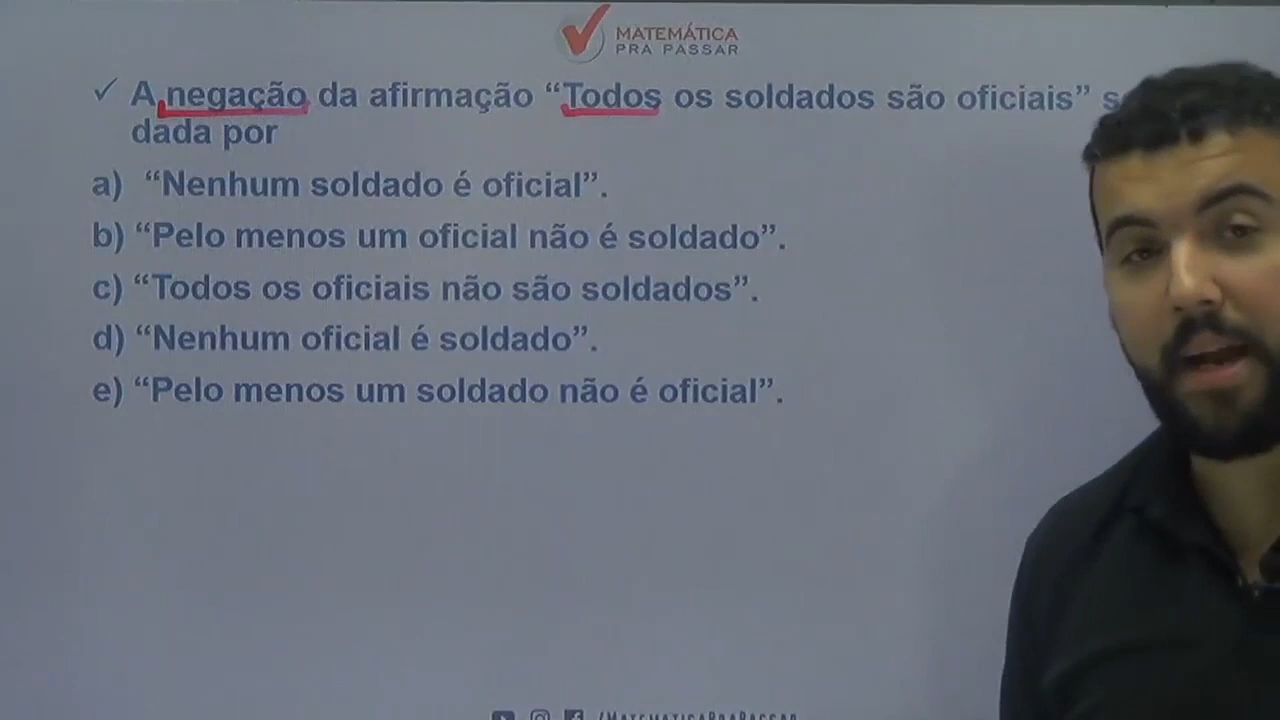 MATEMÁTICA
PRA PASSAR
✓ A negação da afirmação “Todos os soldados são oficiais”
dada por
a) “Nenhum soldado é oficial”.
b) “Pelo menos um oficial não é soldado”.
c) “Todos os oficiais não são soldados”.
d) “Nenhum oficial é soldado”.
e) “Pelo menos um soldado não é oficial”.
/MATEMATICAPRAPASSAR